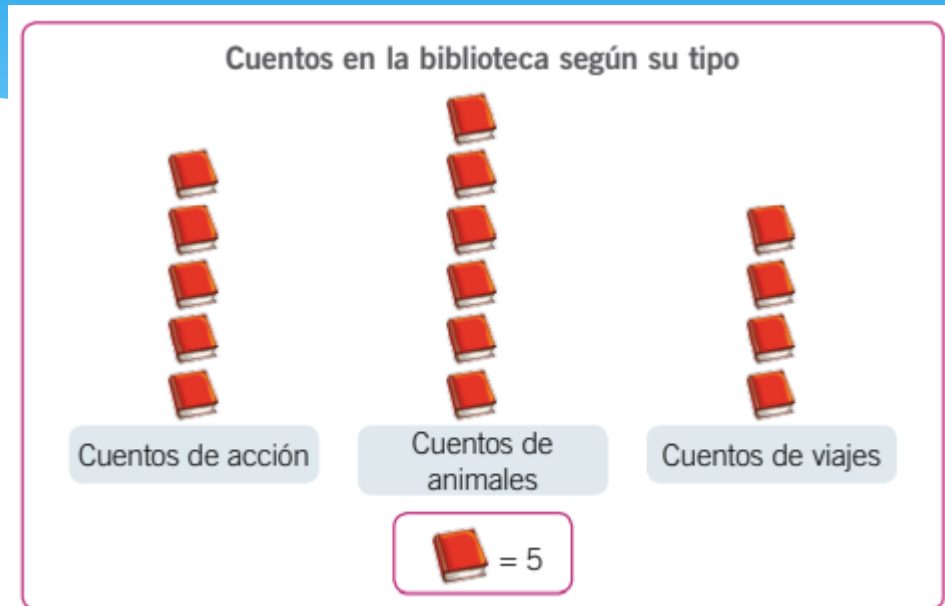 Cuentos en la biblioteca según su tipo
Cuentos de acción
Cuentos de
animales
Cuentos de viajes
= 5